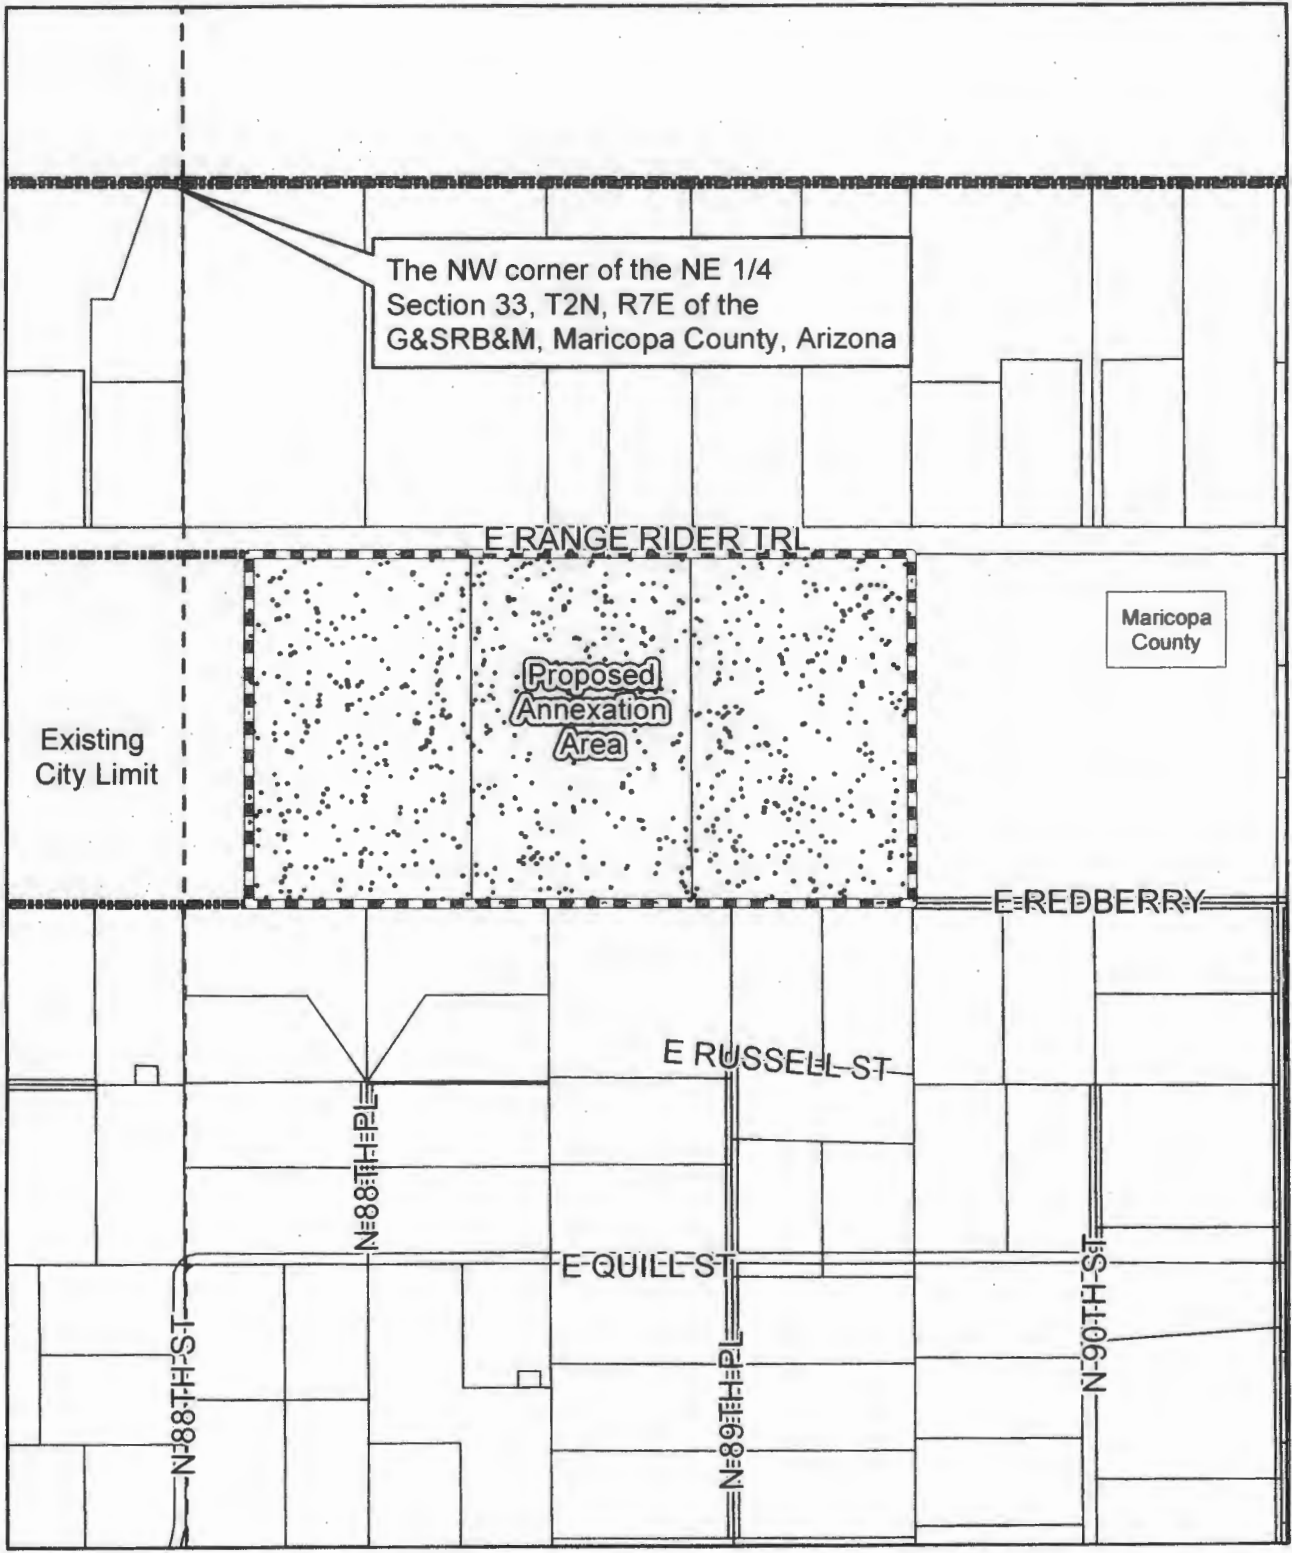 The NW corner of the NE 1/4
Section 33, T2N, R7E of the
G&SRB&M, Maricopa County, Arizona
E RANGE RIDER TRL
Maricopa
County
Proposed
Annexation
Area
Existing
City Limit
E REDBERRY
E RUSSELL ST
N 88TH PL
E QUILL ST
N 90TH ST
N 88TH ST
N 89TH PL